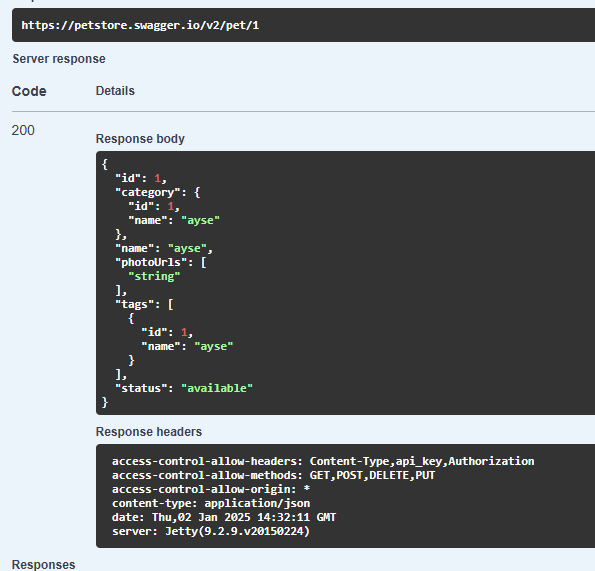 https://petstore.swagger.io/v2/pet/1
Server response
Code Details
200
Response body
{
  "id": 1,
  "category": {
    "id": 1,
    "name": "ayse"
  },
  "name": "ayse",
  "photoUrls": [
    "string"
  ],
  "tags": [
    {
      "id": 1,
      "name": "ayse"
    }
  ],
  "status": "available"
}
Response headers
access-control-allow-headers: Content-Type,api_key,Authorization
access-control-allow-methods: GET,POST,DELETE,PUT
access-control-allow-origin: *
content-type: application/json
date: Thu,02 Jan 2025 14:32:11 GMT
server: Jetty(9.2.9.v20150224)
Responses